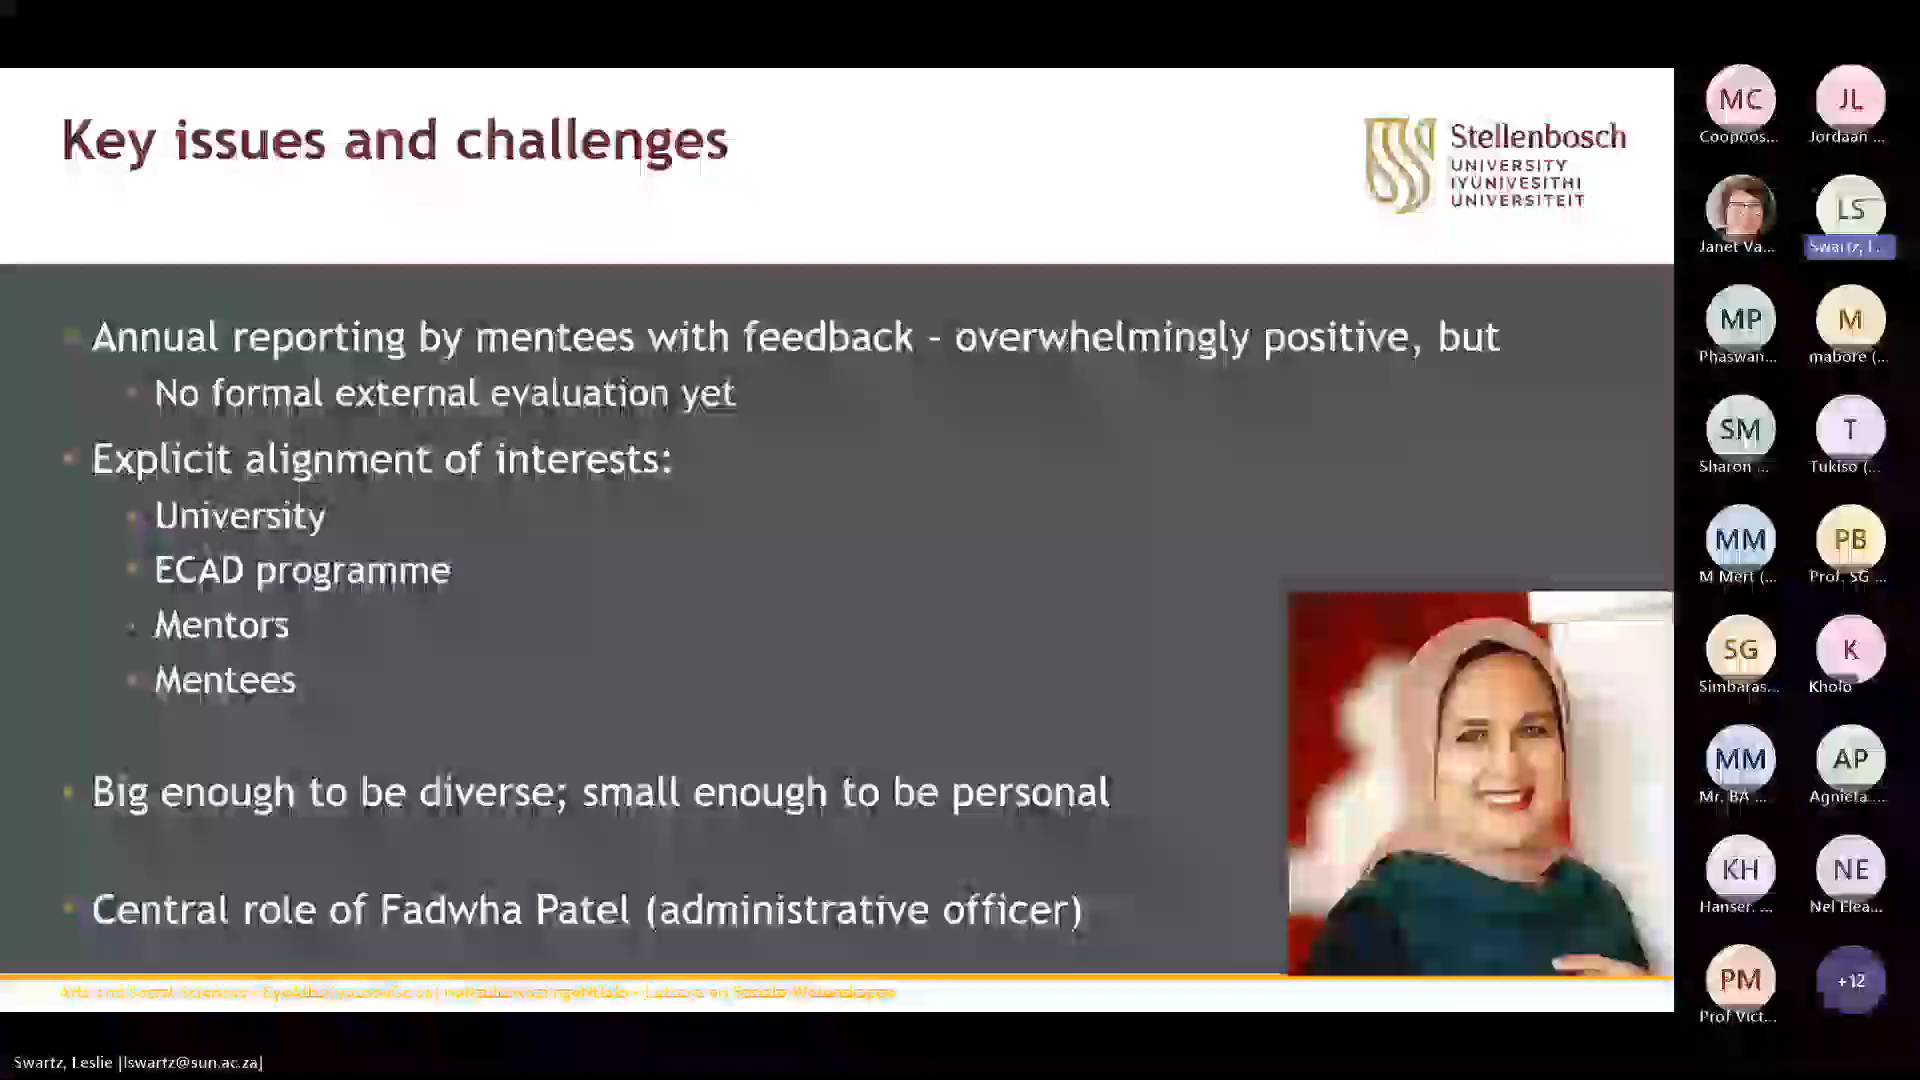 Key issues and challenges
Stellenbosch
UNIVERSITY
IYUNIVESITHI
UNIVERSITEIT
Annual reporting by mentees with feedback – overwhelmingly positive, but
No formal external evaluation yet
Explicit alignment of interests:
University
ECAD programme
Mentors
Mentees
Big enough to be diverse; small enough to be personal
Central role of Fadwha Patel (administrative officer)
Arts and Social Sciences
Lettere en Sosiale Wetenskappe
MC JL
Coopoos... Jordaan ...
LS
Janet Va... Swartz, L...
MP M
Phaswan... mabore (...
SM T
Sharon ... Tukiso (...
MM PB
M Mert (... Prof. SG ...
SG K
Simbaras... Kholo
MM AP
Mr. BA ... Agnieta ...
KH NE
Hansen ... Nel Elea...
PM +12
Prof Vict...
Swartz, Leslie [lswartz@sun.ac.za]